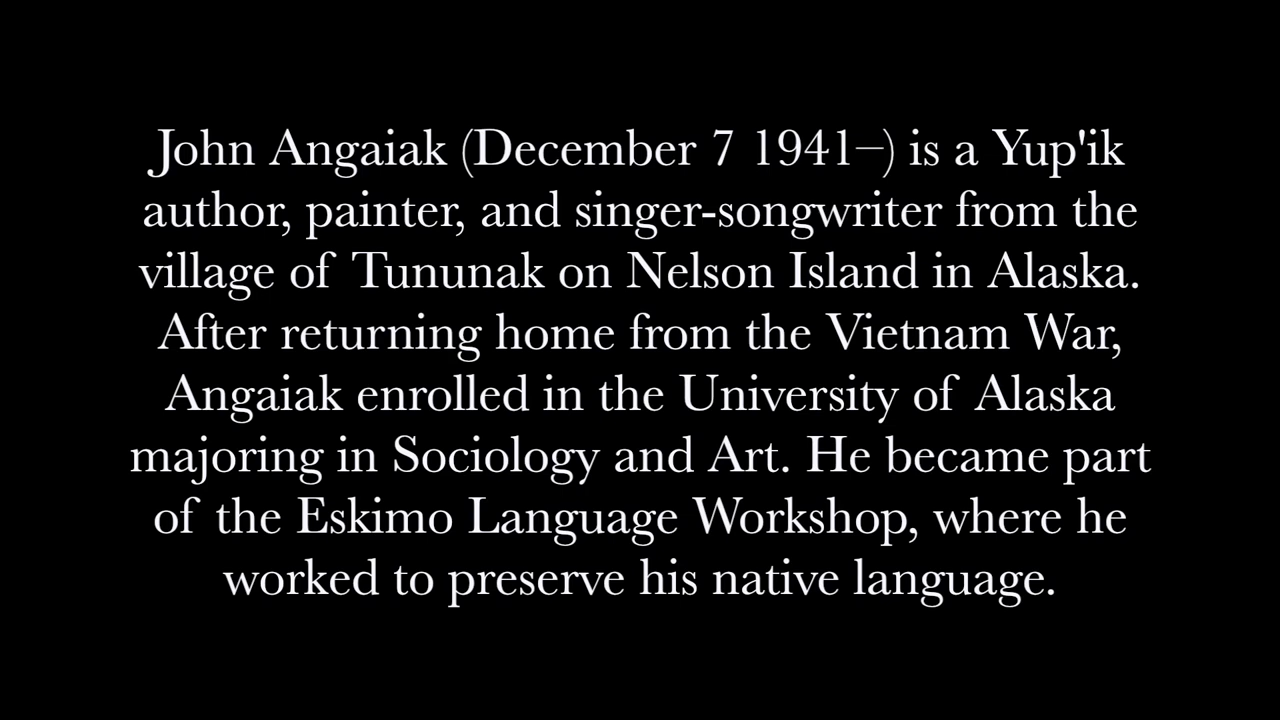 John Angaiak (December 7 1941–) is a Yup'ik
author, painter, and singer-songwriter from the
village of Tununak on Nelson Island in Alaska.
After returning home from the Vietnam War,
Angaiak enrolled in the University of Alaska
majoring in Sociology and Art. He became part
of the Eskimo Language Workshop, where he
worked to preserve his native language.